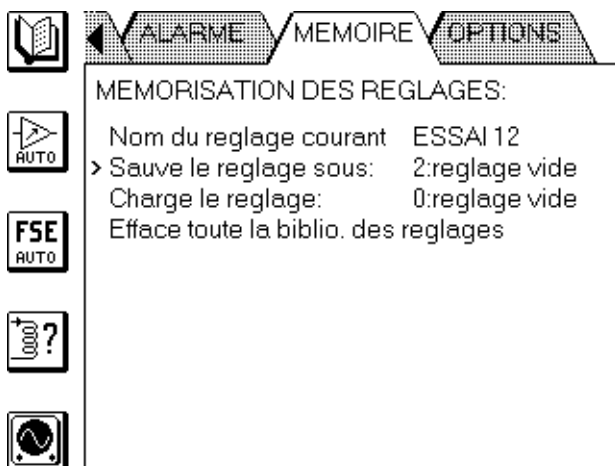 ALARME MEMOIRE OPTIONS
MEMORISATION DES REGLAGES:
Nom du reglage courant ESSAI 12
AUTO
> Sauve le reglage sous: 2:reglage vide
Charge le reglage: 0:reglage vide
FSE
AUTO
Efface toute la biblio. des reglages
?